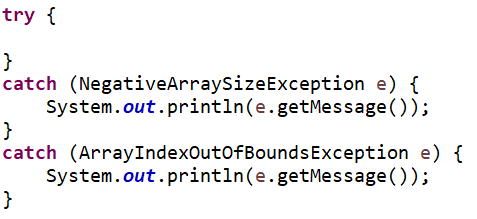 try {
}
catch (NegativeArraySizeException e) {
    System.out.println(e.getMessage());
}
catch (ArrayIndexOutOfBoundsException e) {
    System.out.println(e.getMessage());
}